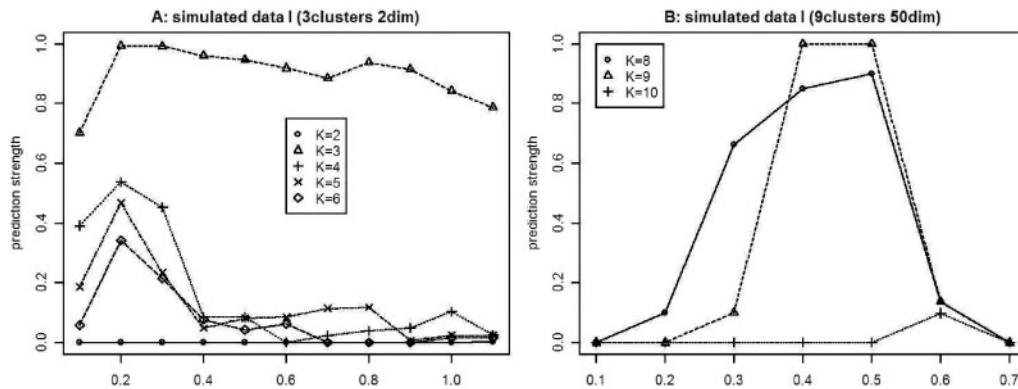 A: simulated data I (3clusters 2dim)
prediction strength
1.0
0.8
0.6
0.4
0.2
0.0
K=2
K=3
K=4
K=5
K=6
0.2
0.4
0.6
0.8
1.0
B: simulated data I (9clusters 50dim)
prediction strength
1.0
0.8
0.6
0.4
0.2
0.0
K=8
K=9
K=10
0.1
0.2
0.3
0.4
0.5
0.6
0.7